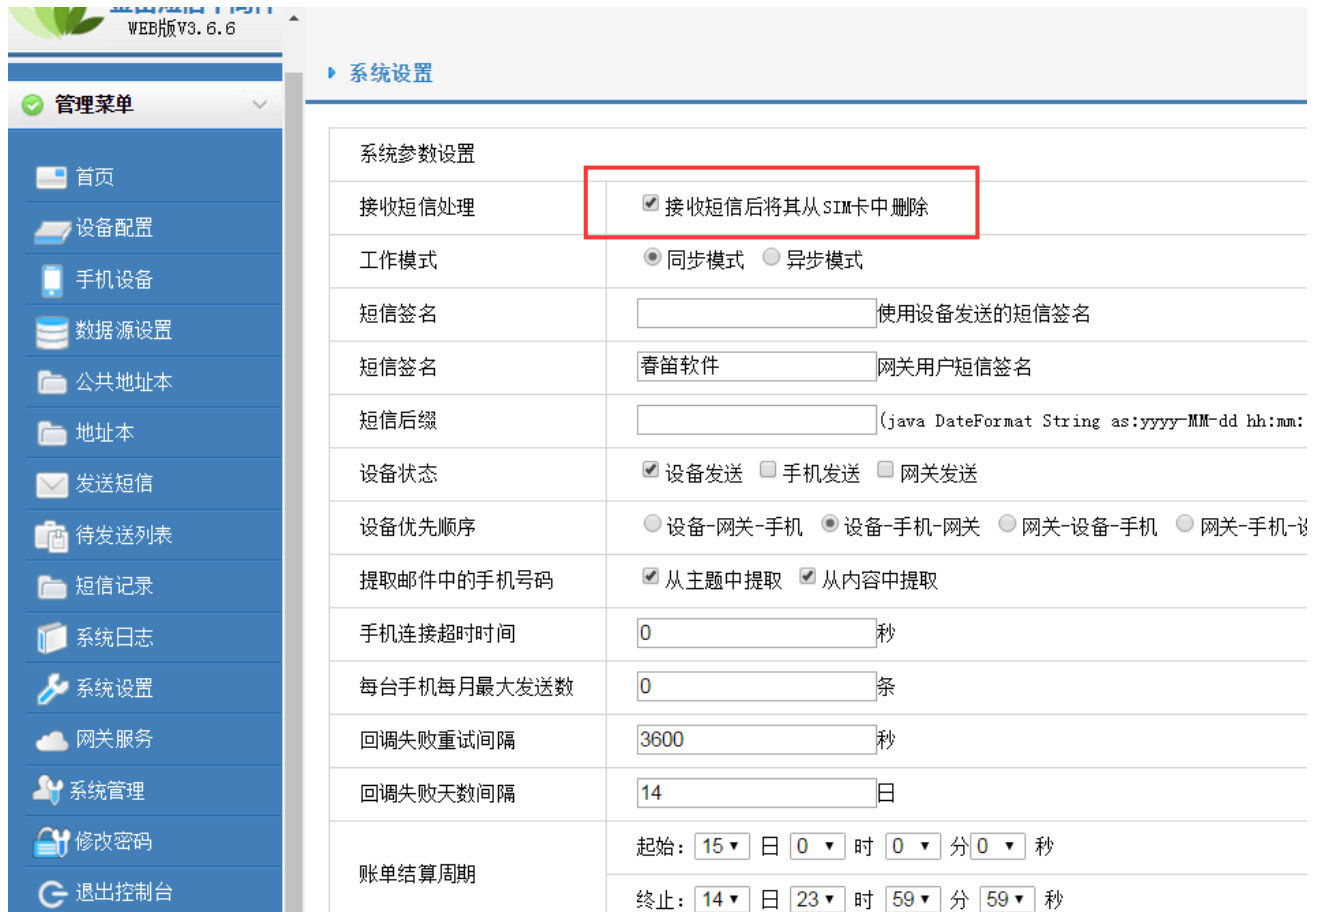 WEB版V3.6.6
系统设置
管理菜单
首页
设备配置
手机设备
数据源设置
公共地址本
地址本
发送短信
待发送列表
短信记录
系统日志
系统设置
网关服务
系统管理
修改密码
退出控制台
系统参数设置
接收短信处理 接收短信后将其从SIM卡中删除
工作模式 同步模式 异步模式
短信签名 使用设备发送的短信签名
短信签名 春笛软件 网关用户短信签名
短信后缀 (java DateFormat String as:yyyy-MM-dd hh:mm:
设备状态 设备发送 手机发送 网关发送
设备优先顺序 设备-网关-手机 设备-手机-网关 网关-设备-手机 网关-手机-设
提取邮件中的手机号码 从主题中提取 从内容中提取
手机连接超时时间 0 秒
每台手机每月最大发送数 0 条
回调失败重试间隔 3600 秒
回调失败天数间隔 14 日
账单结算周期 起始: 15 日 0 时 0 分 0 秒
终止: 14 日 23 时 59 分 59 秒